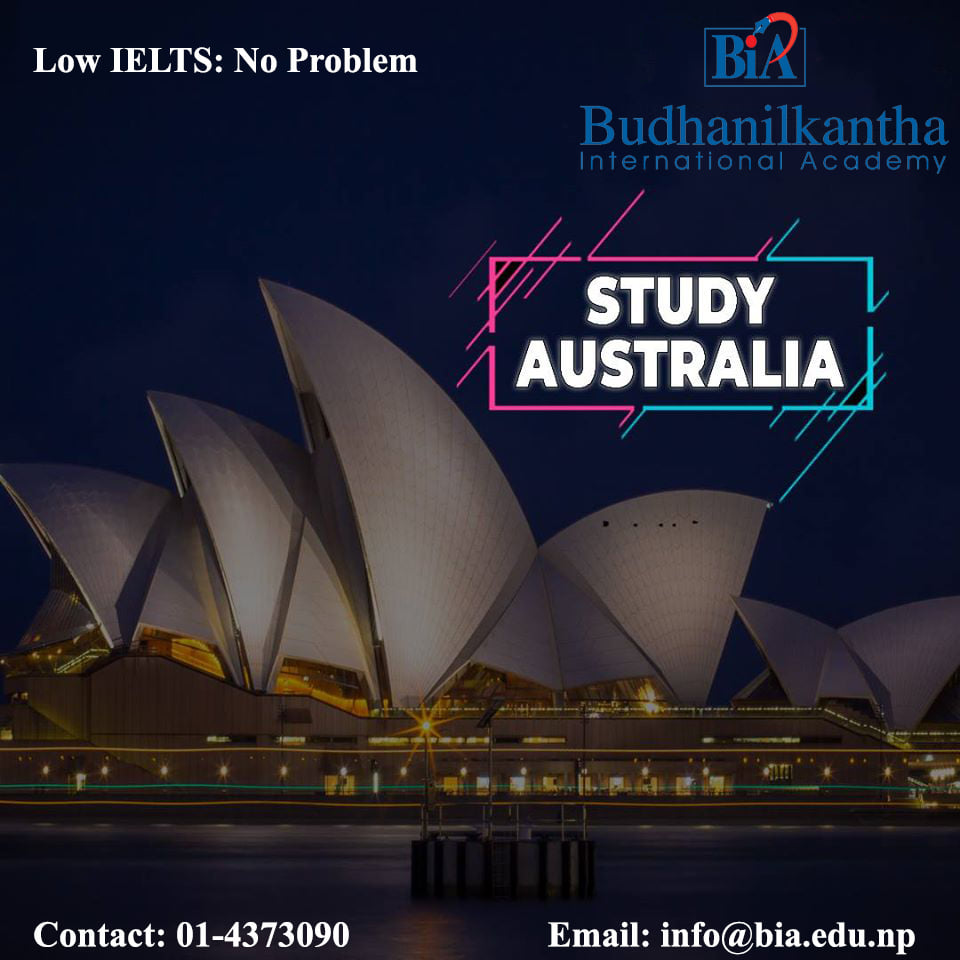 Low IELTS: No Problem
BiA
Budhanilkantha
International Academy
STUDY
AUSTRALIA
Contact: 01-4373090
Email: info@bia.edu.np